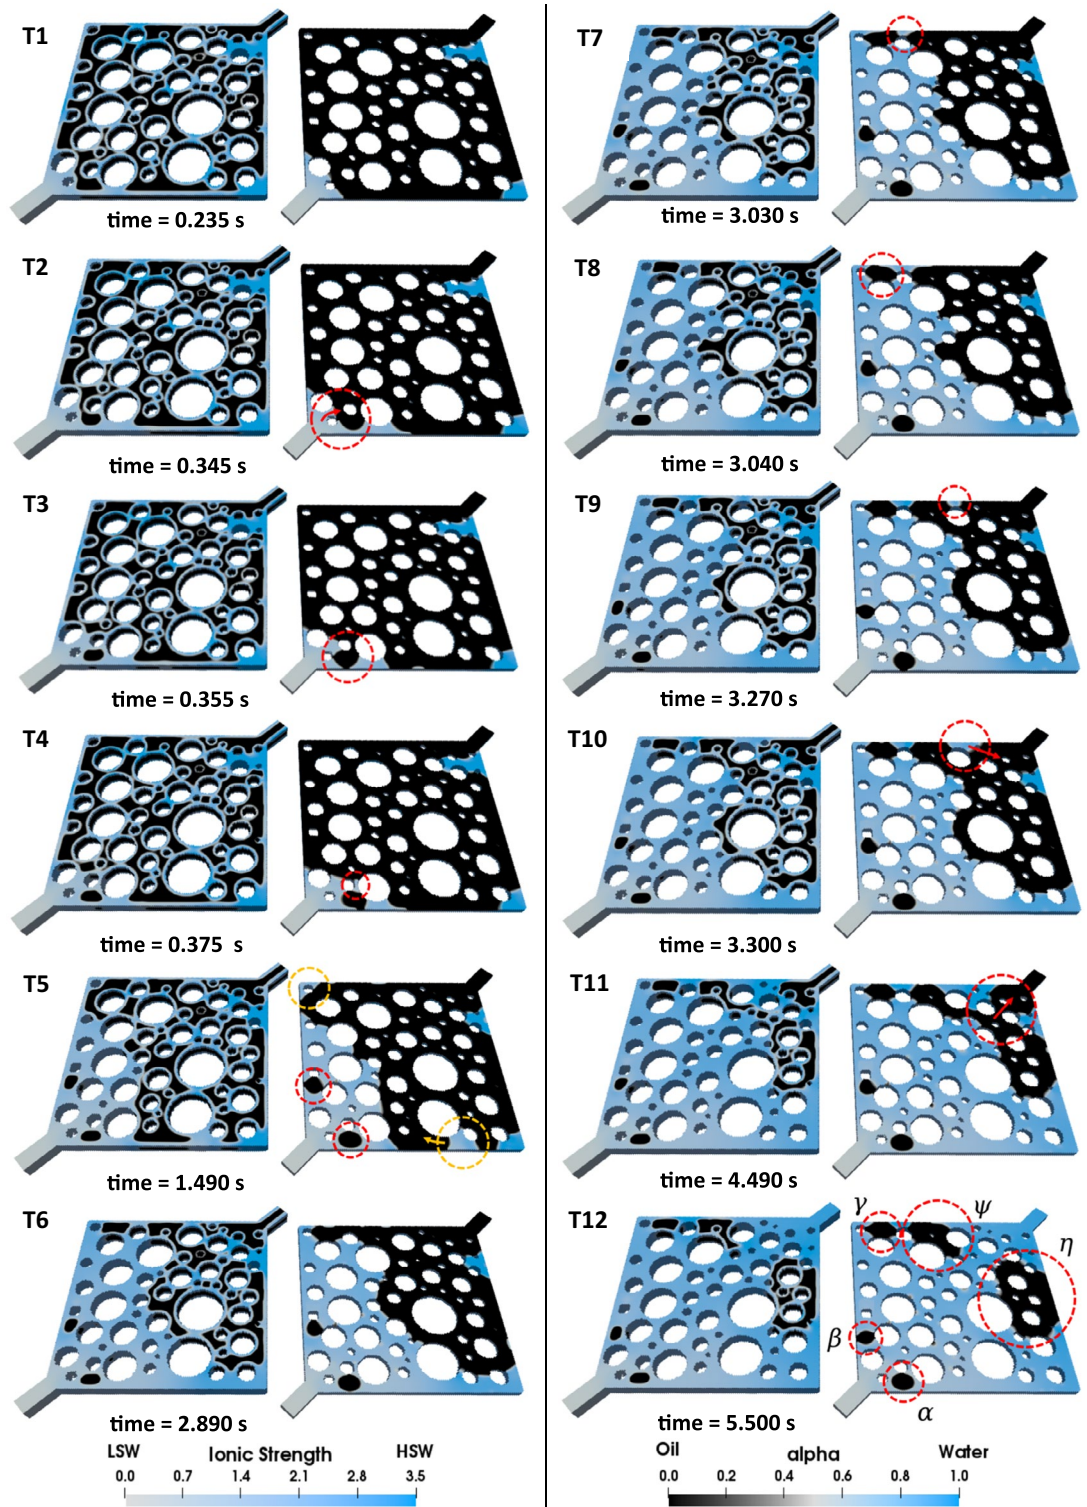 T1
time = 0.235 s
T2
time = 0.345 s
T3
time = 0.355 s
T4
time = 0.375 s
T5
time = 1.490 s
T6
time = 2.890 s
LSW Ionic Strength HSW
0.0 0.7 1.4 2.1 2.8 3.5
T7
time = 3.030 s
T8
time = 3.040 s
T9
time = 3.270 s
T10
time = 3.300 s
T11
time = 4.490 s
T12
γ ψ
η
β
α
time = 5.500 s
Oil alpha Water
0.0 0.2 0.4 0.6 0.8 1.0